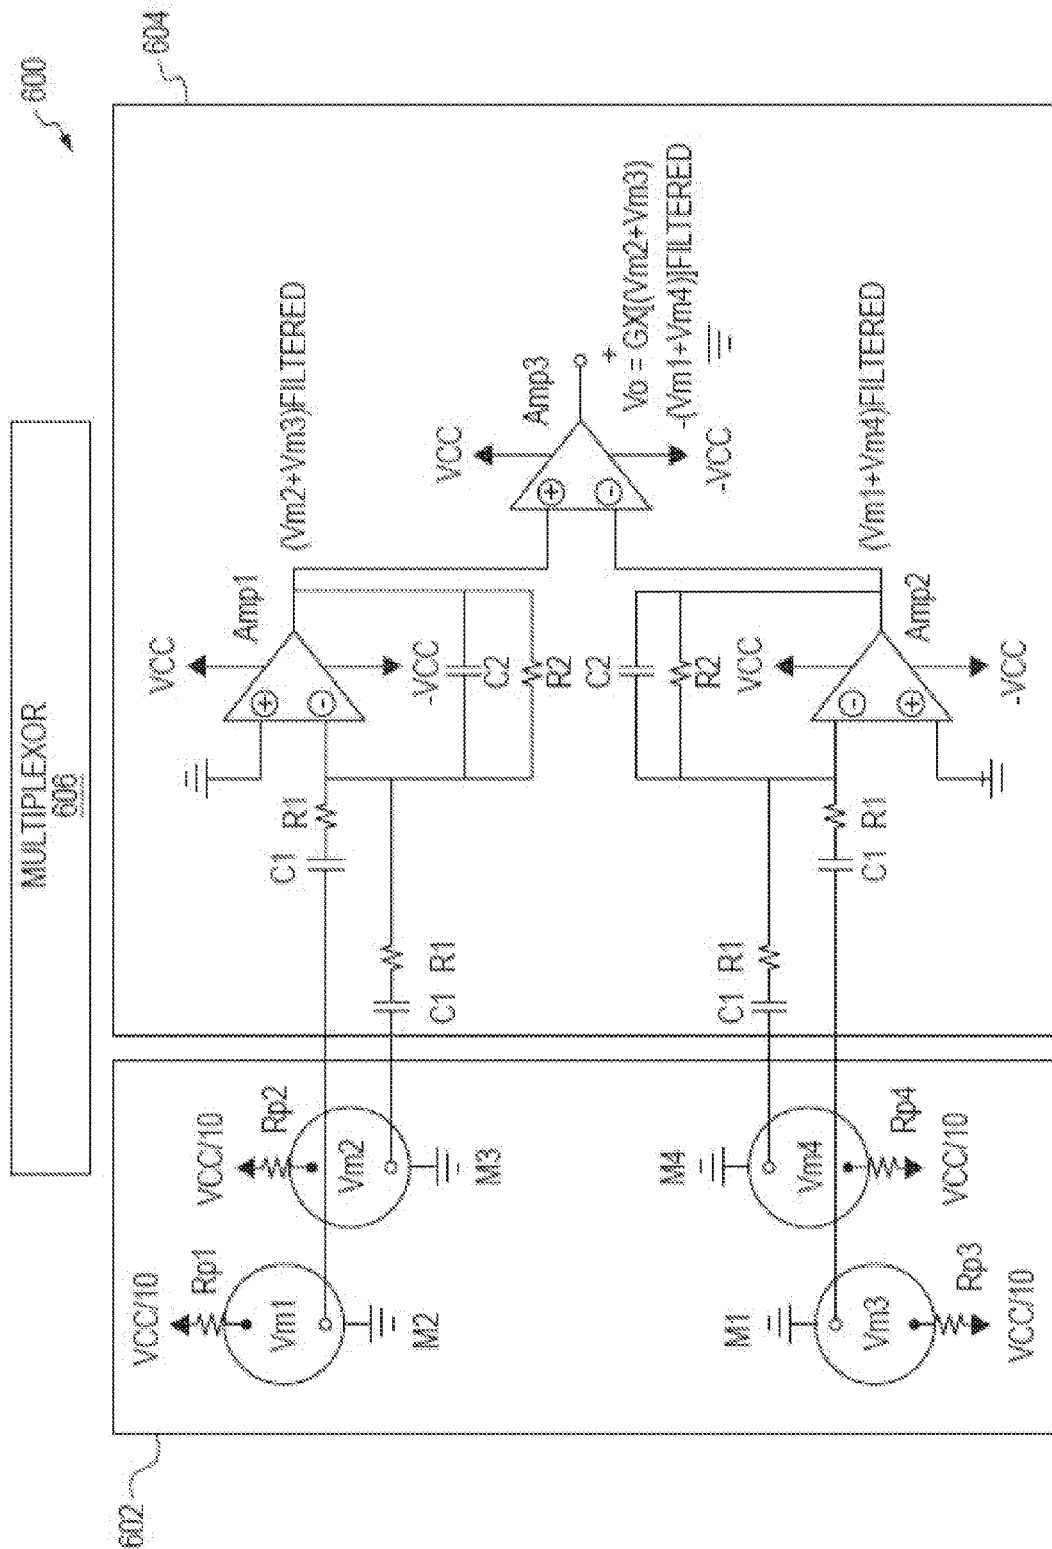 600
604
602
MULTIPLEXOR
606
VCC/10
Rp1
Vm1
M2
VCC/10
Rp2
Vm2
M3
M1
Vm3
Rp3
VCC/10
M4
Vm4
Rp4
VCC/10
C1
R1
C1 R1
C1 R1
C1 R1
VCC
Amp1
-VCC
C2
R2
(Vm2+Vm3)FILTERED
C2
R2
VCC
Amp2
-VCC
(Vm1+Vm4)FILTERED
VCC
Amp3
-VCC
+
Vo = GX[(Vm2+Vm3)
-(Vm1+Vm4)]FILTERED